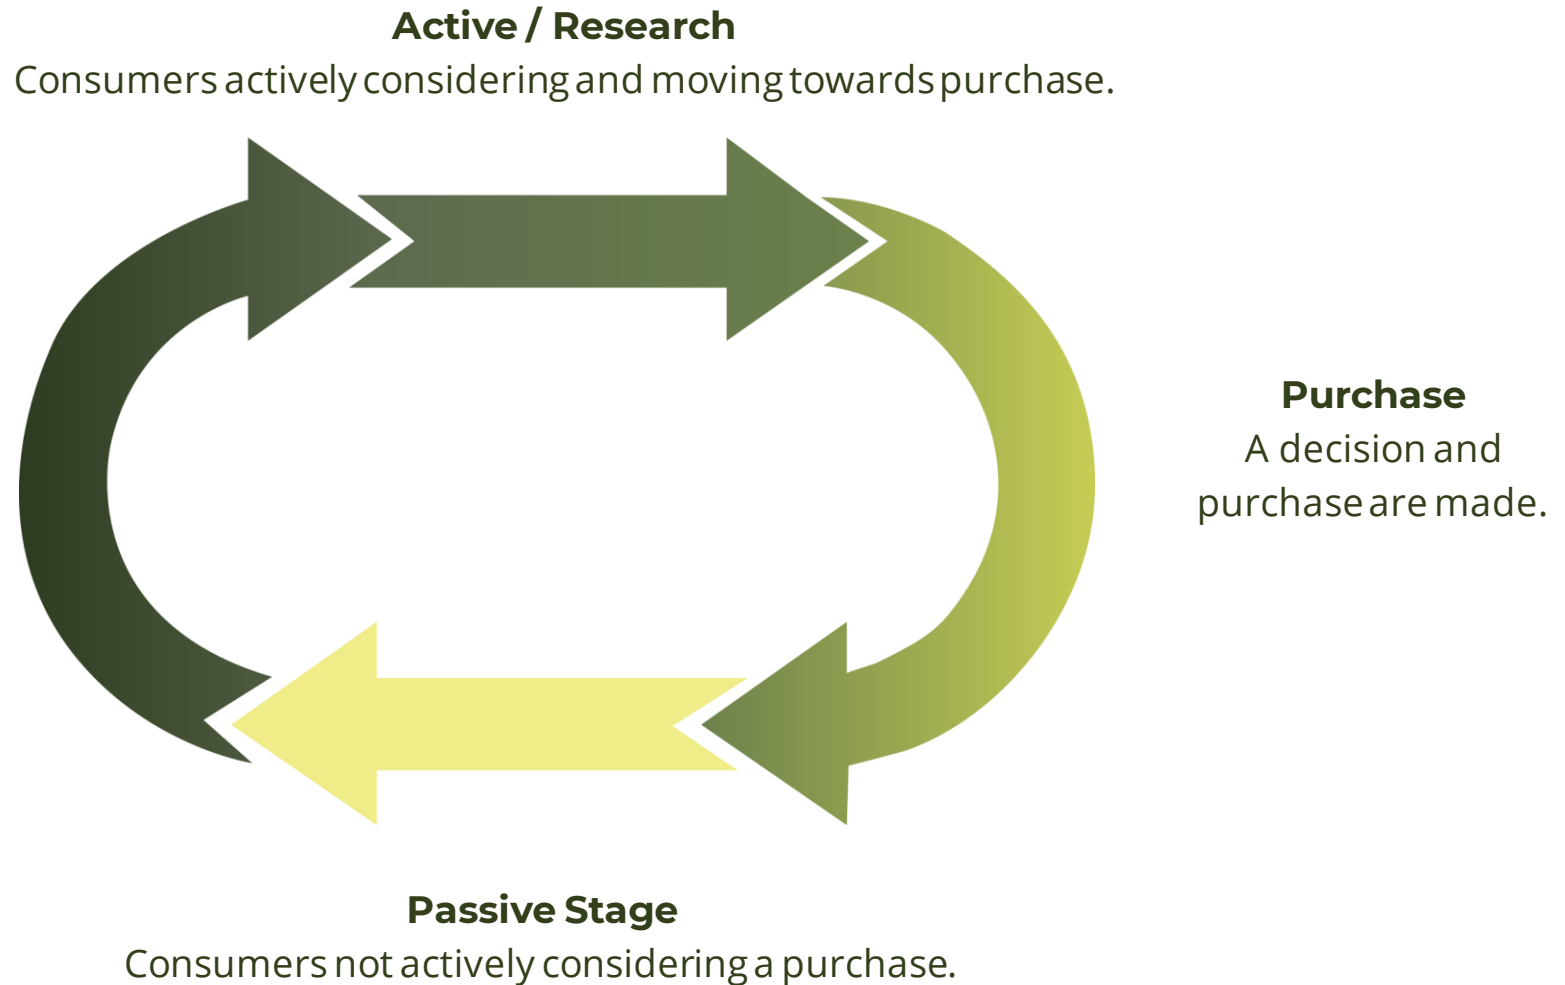 Active / Research
Consumers actively considering and moving towards purchase.
Purchase
A decision and
purchase are made.
Passive Stage
Consumers not actively considering a purchase.